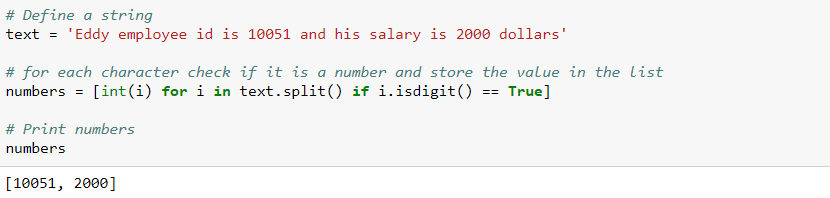 # Define a string
text = 'Eddy employee id is 10051 and his salary is 2000 dollars'
# for each character check if it is a number and store the value in the list
numbers = [int(i) for i in text.split() if i.isdigit() == True]
# Print numbers
numbers
[10051, 2000]